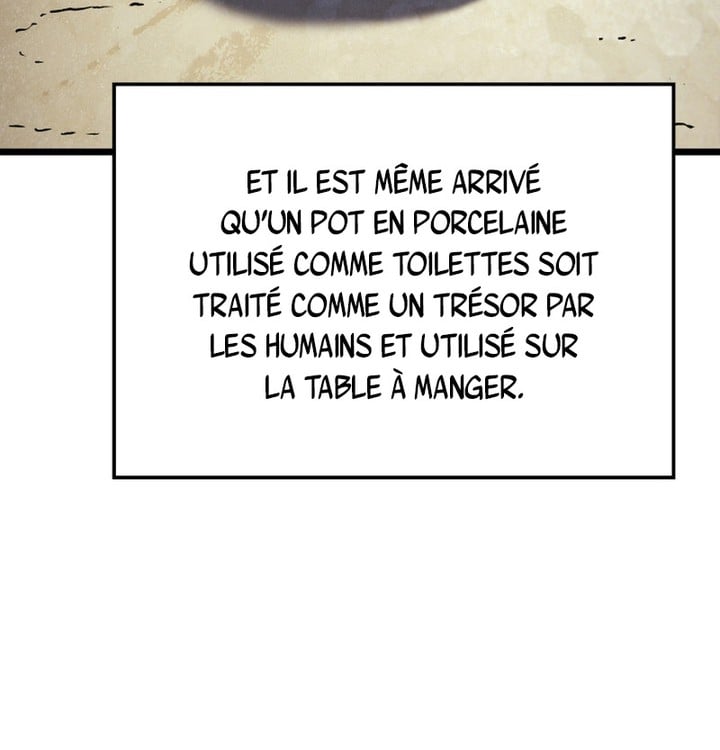 ET IL EST MÊME ARRIVÉ
QU'UN POT EN PORCELAINE
UTILISÉ COMME TOILETTES SOIT
TRAITÉ COMME UN TRÉSOR PAR
LES HUMAINS ET UTILISÉ SUR
LA TABLE À MANGER.